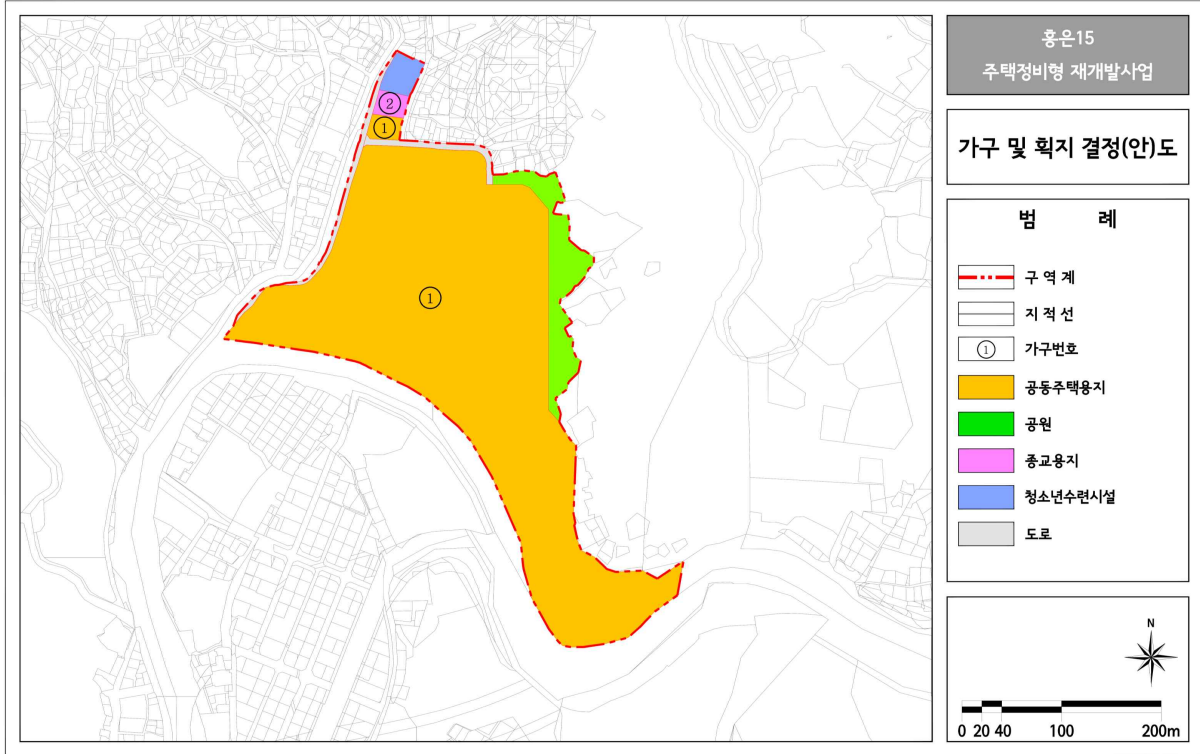 홍은15
주택정비형 재개발사업
가구 및 획지 결정(안)도
범 례
구 역 계
지 적 선
① 가구번호
공동주택용지
공원
종교용지
청소년수련시설
도로
②
①
①
N
0 20 40 100 200m